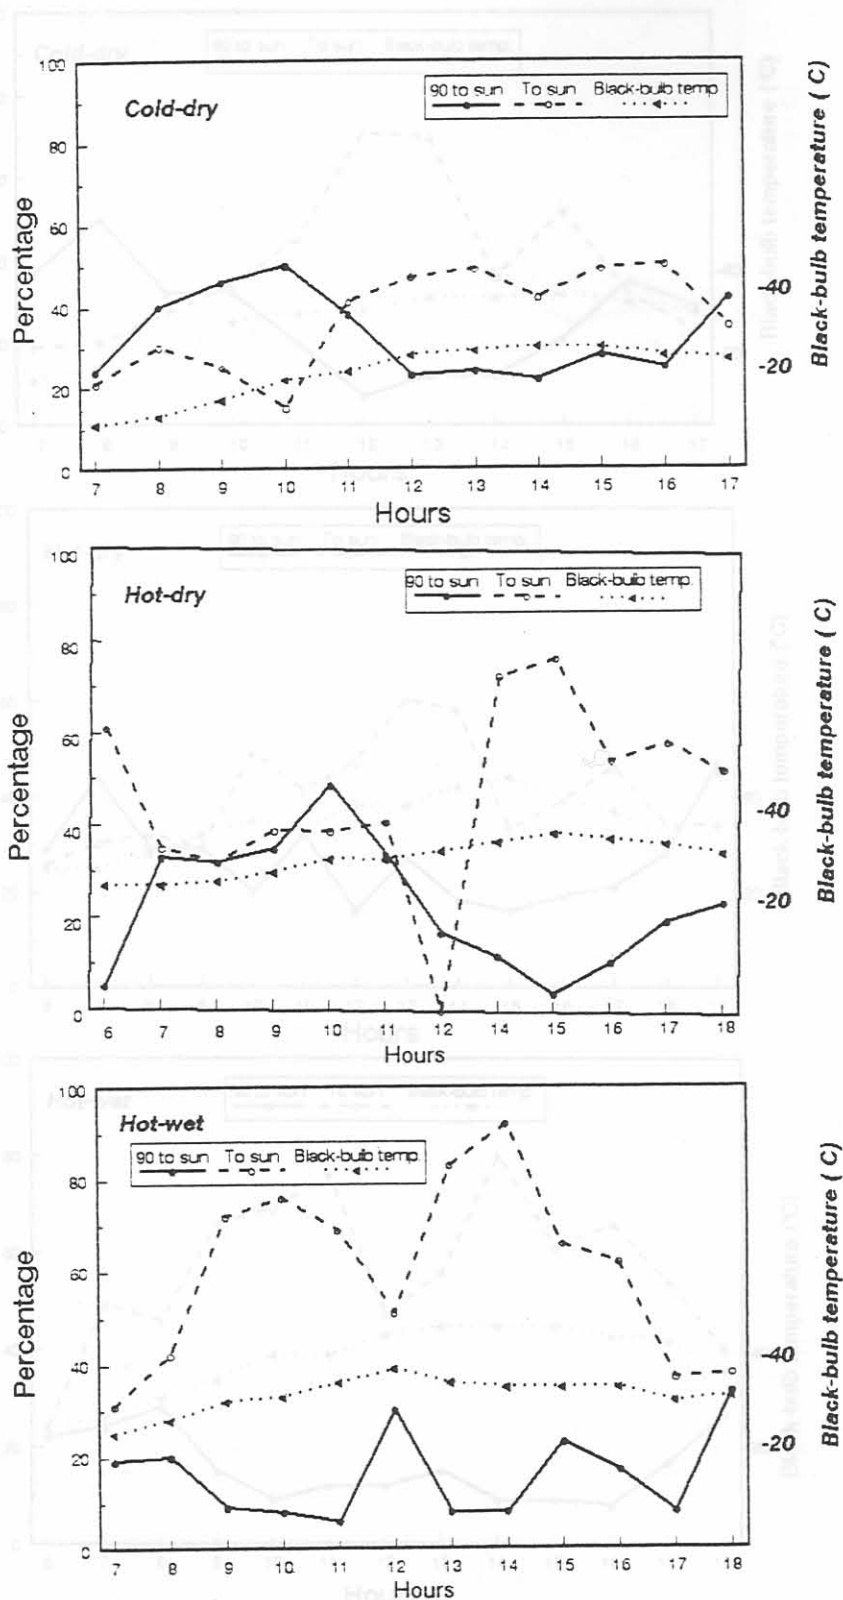 Cold-dry
90 to sun To sun Black-bulb temp.
100
80
60
40
20
0
Percentage
-40
-20
Black-bulb temperature ( C)
7 8 9 10 11 12 13 14 15 16 17
Hours
Hot-dry
90 to sun To sun Black-bulb temp.
100
80
60
40
20
0
Percentage
-40
-20
Black-bulb temperature ( C)
6 7 8 9 10 11 12 13 14 15 16 17 18
Hours
Hot-wet
90 to sun To sun Black-bulb temp.
100
80
60
40
20
0
Percentage
-40
-20
Black-bulb temperature ( C)
7 8 9 10 11 12 13 14 15 16 17 18
Hours